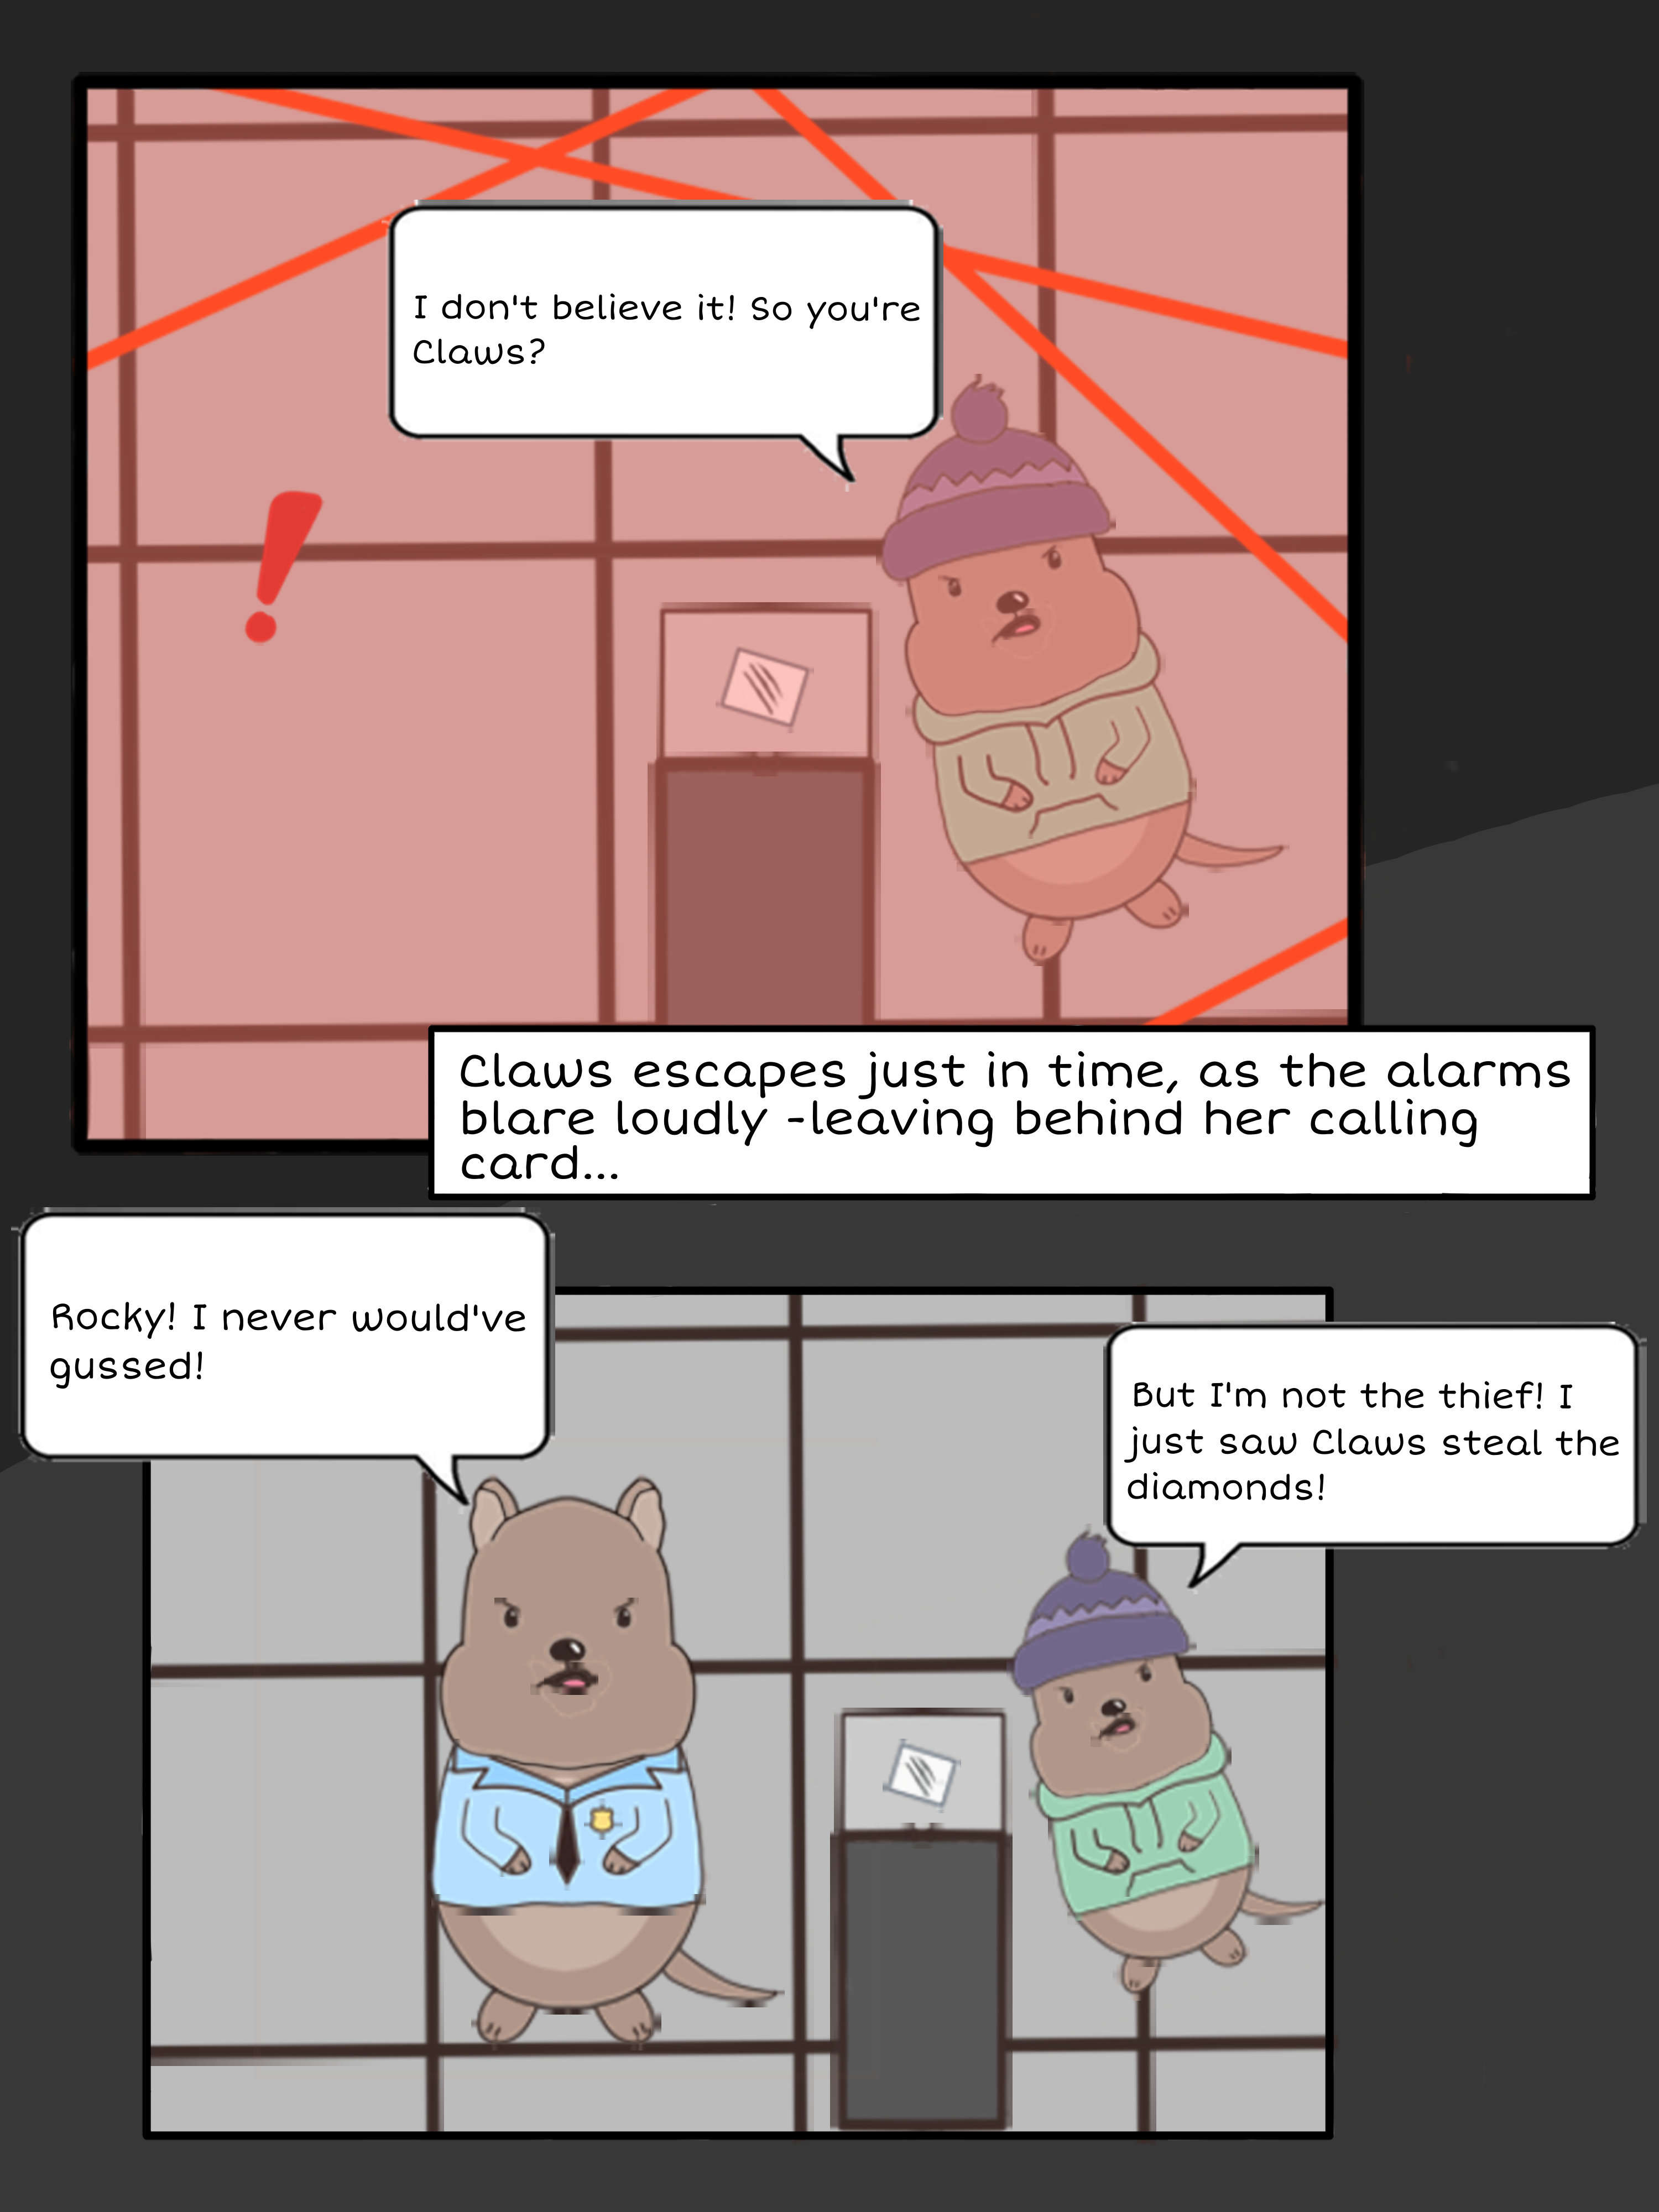 I don't believe it! So you're
Claws?
Claws escapes just in time, as the alarms
blare loudly -leaving behind her calling
card...
Rocky! I never would've
gussed!
But I'm not the thief! I
just saw Claws steal the
diamonds!